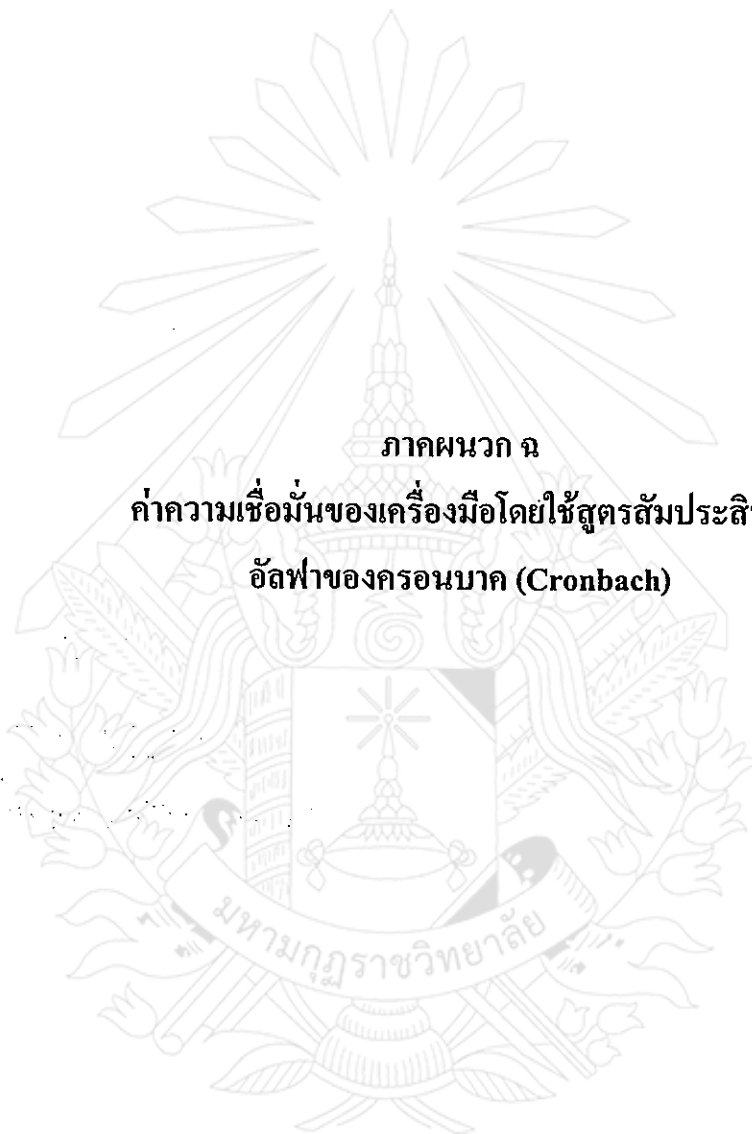 ภาคผนวก ฉ
ค่าความเชื่อมั่นของเครื่องมือโดยใช้สูตรสัมประสิ
อัลฟาของครอนบาค (Cronbach)
มหามกุฏราชวิทยาลัย